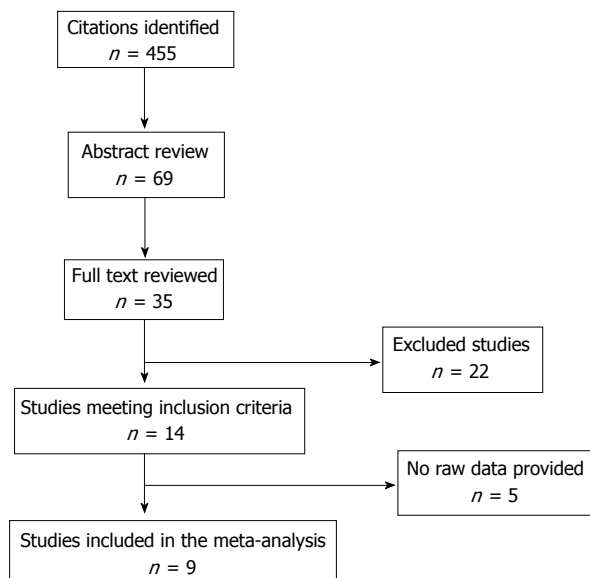 Citations identified
n = 455
Abstract review
n = 69
Full text reviewed
n = 35
Excluded studies
n = 22
Studies meeting inclusion criteria
n = 14
No raw data provided
n = 5
Studies included in the meta-analysis
n = 9